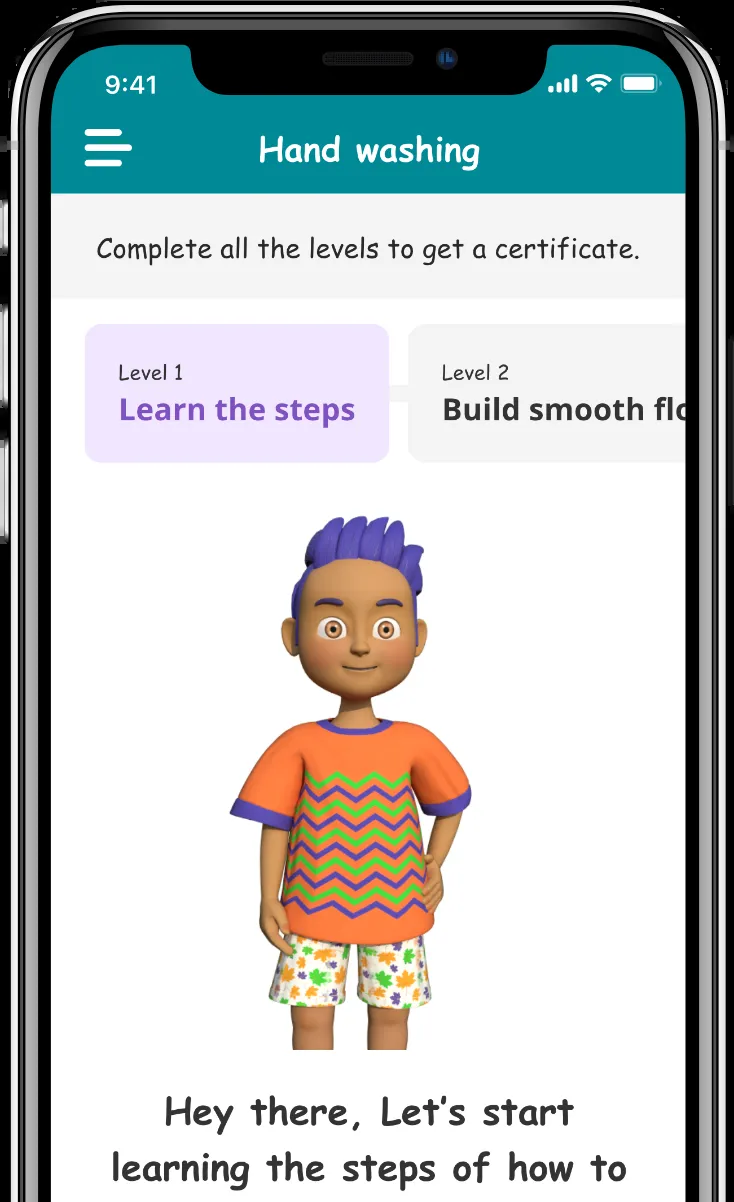 9:41
Hand washing
Complete all the levels to get a certificate.
Level 1
Learn the steps
Level 2
Build smooth
Hey there, Let's start
learning the steps of how to